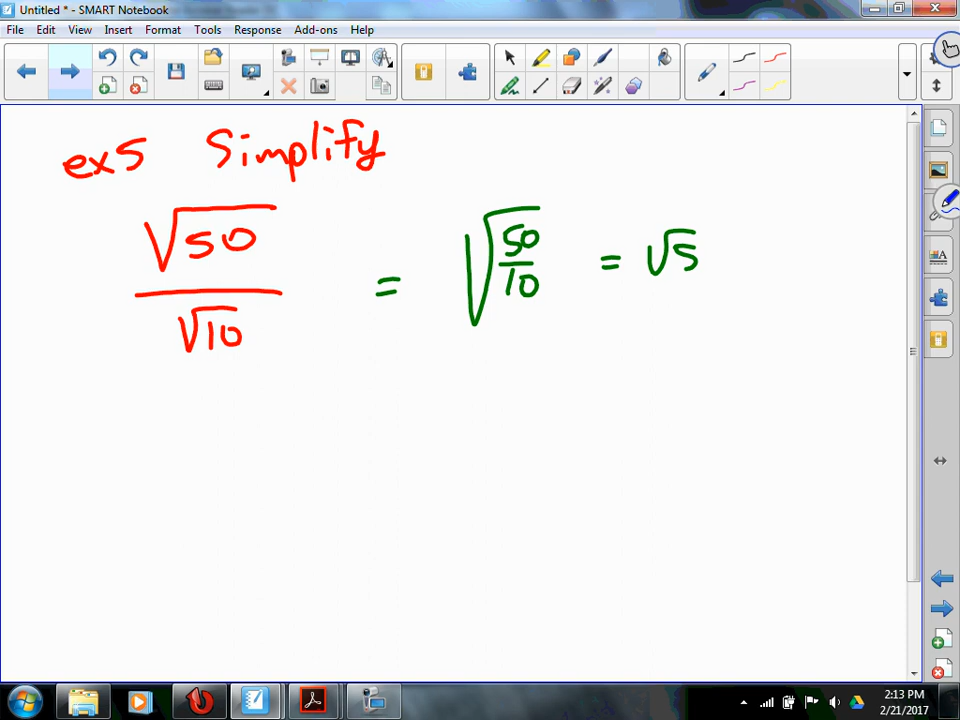 Untitled * - SMART Notebook
File Edit View Insert Format Tools Response Add-ons Help
ex5 Simplify
√50 / √10 = √(50/10) = √5
2:13 PM
2/21/2017